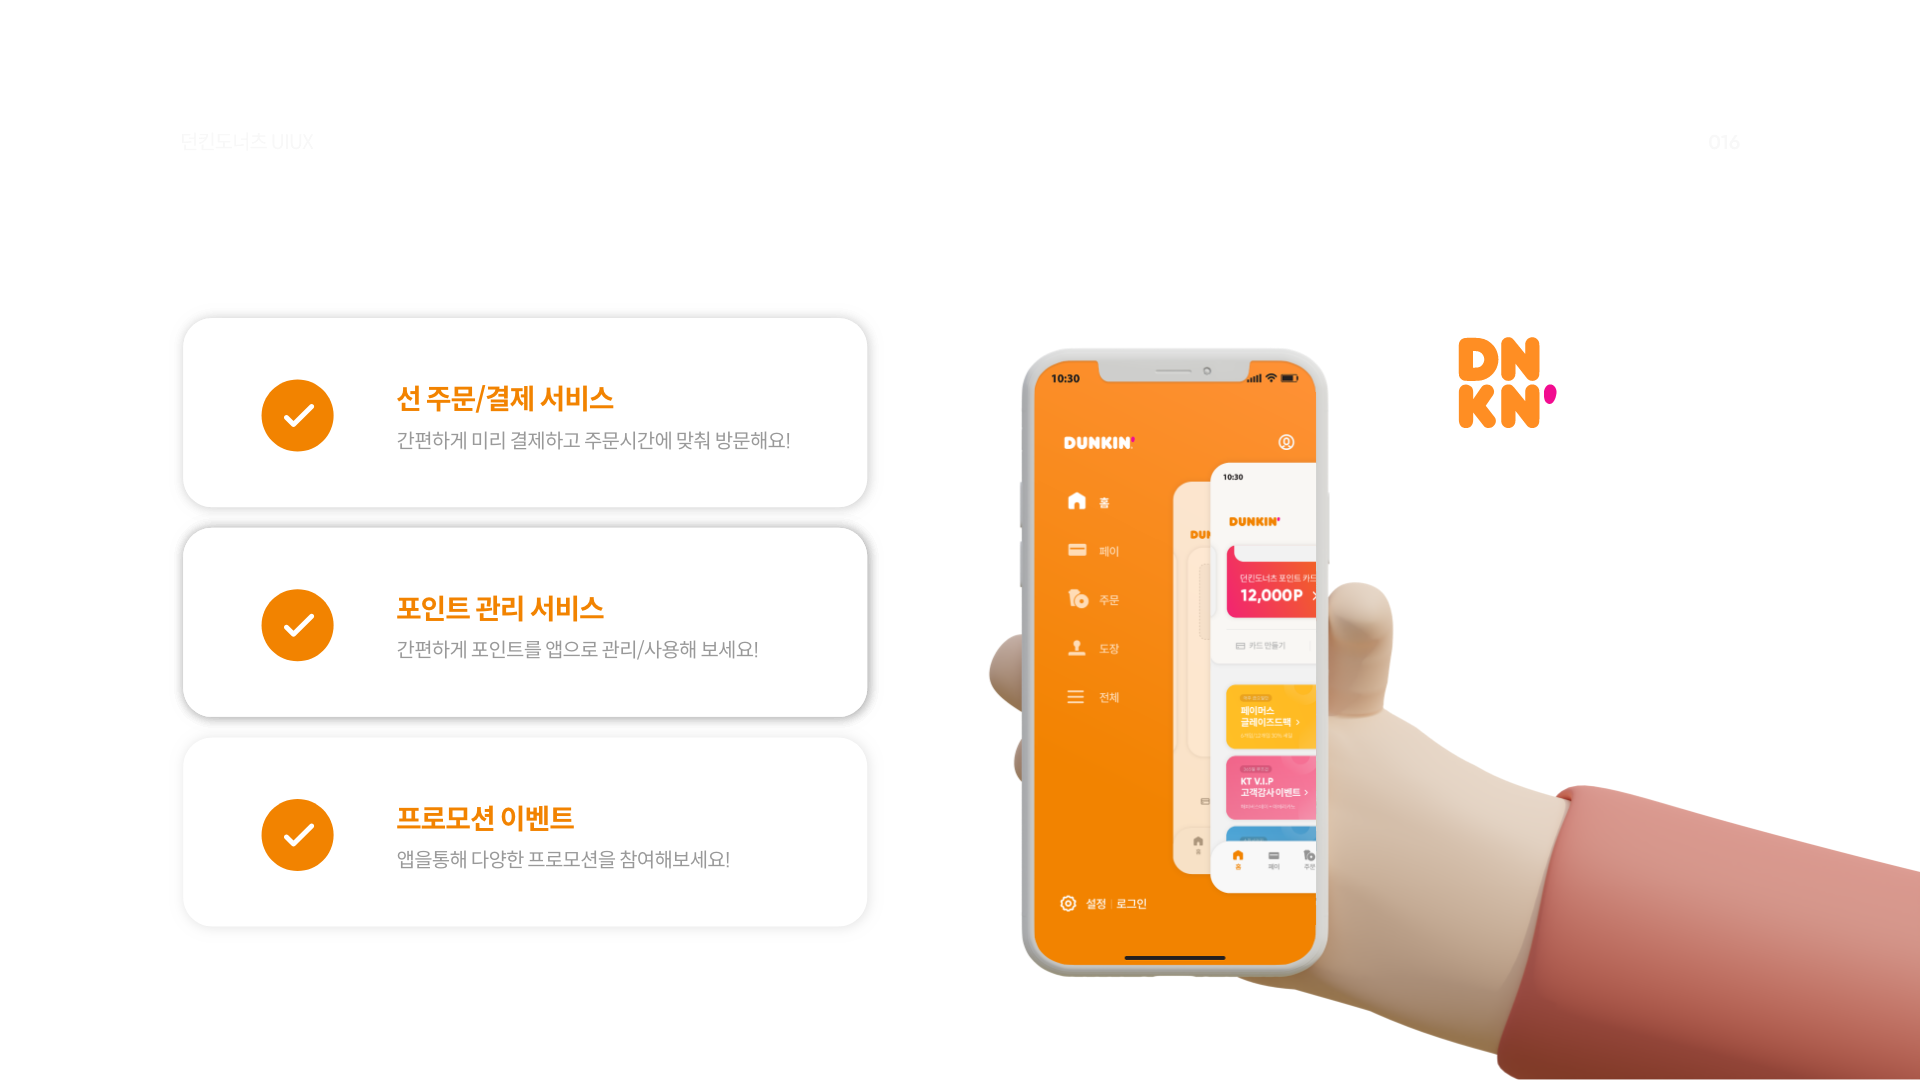 던킨도너츠 UIUX
016
선 주문/결제 서비스
간편하게 미리 결제하고 주문시간에 맞춰 방문해요!
포인트 관리 서비스
간편하게 포인트를 앱으로 관리/사용해 보세요!
프로모션 이벤트
앱을통해 다양한 프로모션을 참여해보세요!
DN
KN'
10:30
DUNKIN'
홈
페이
주문
도장
전체
설정 | 로그인
DUN
홈
10:30
DUNKIN'
던킨도너츠 포인트 카드
12,000P
카드 만들기
페이머스
글레이즈드팩
KT V.I.P
고객감사 이벤트
홈
페이
주문